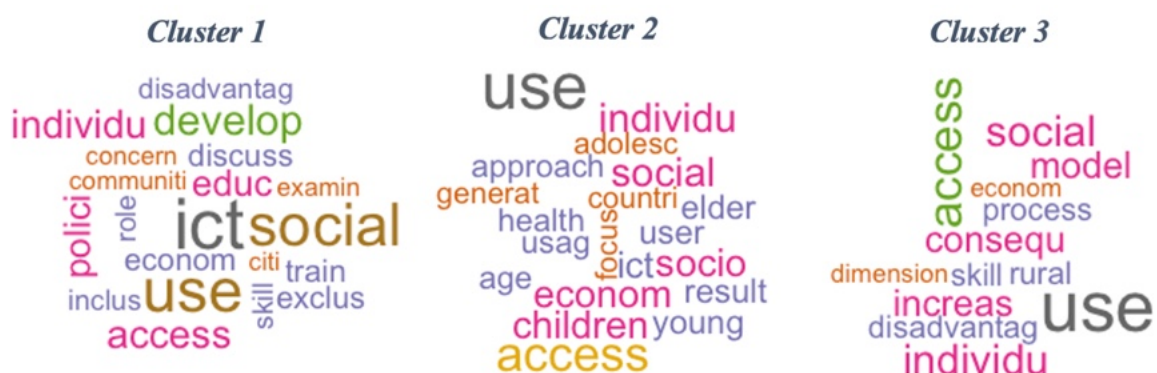 Cluster 1
disadvantag
individu develop
concern discuss
communiti educ examin
polici role ict social
econom citi train
inclus use skill exclus
access
Cluster 2
use
individu
adolesc
approach social
generat countri
health elder
usag focus user
ict socio
age
econom result
children young
access
Cluster 3
access
social
model
econom
process
consequ
dimension skill rural
increas use
disadvantag
individu